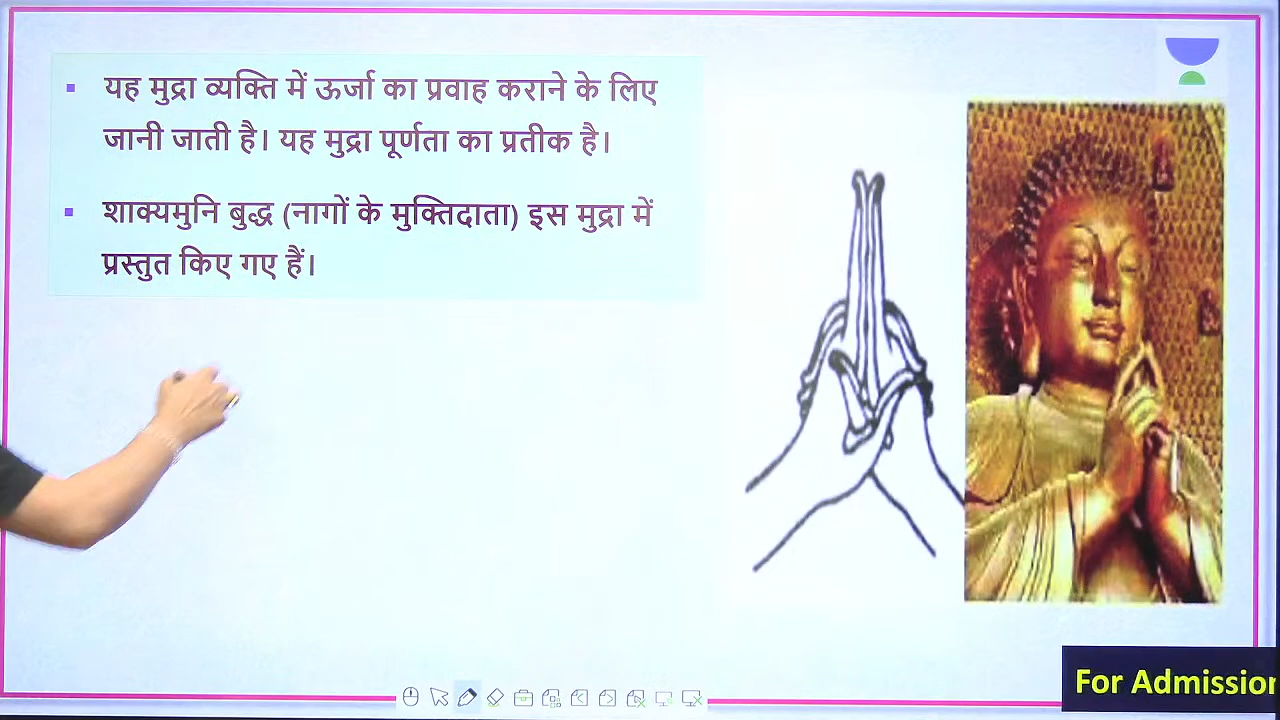 यह मुद्रा व्यक्ति में ऊर्जा का प्रवाह कराने के लिए
जानी जाती है। यह मुद्रा पूर्णता का प्रतीक है।
शाक्यमुनि बुद्ध (नागों के मुक्तिदाता) इस मुद्रा में
प्रस्तुत किए गए हैं।
For Admission